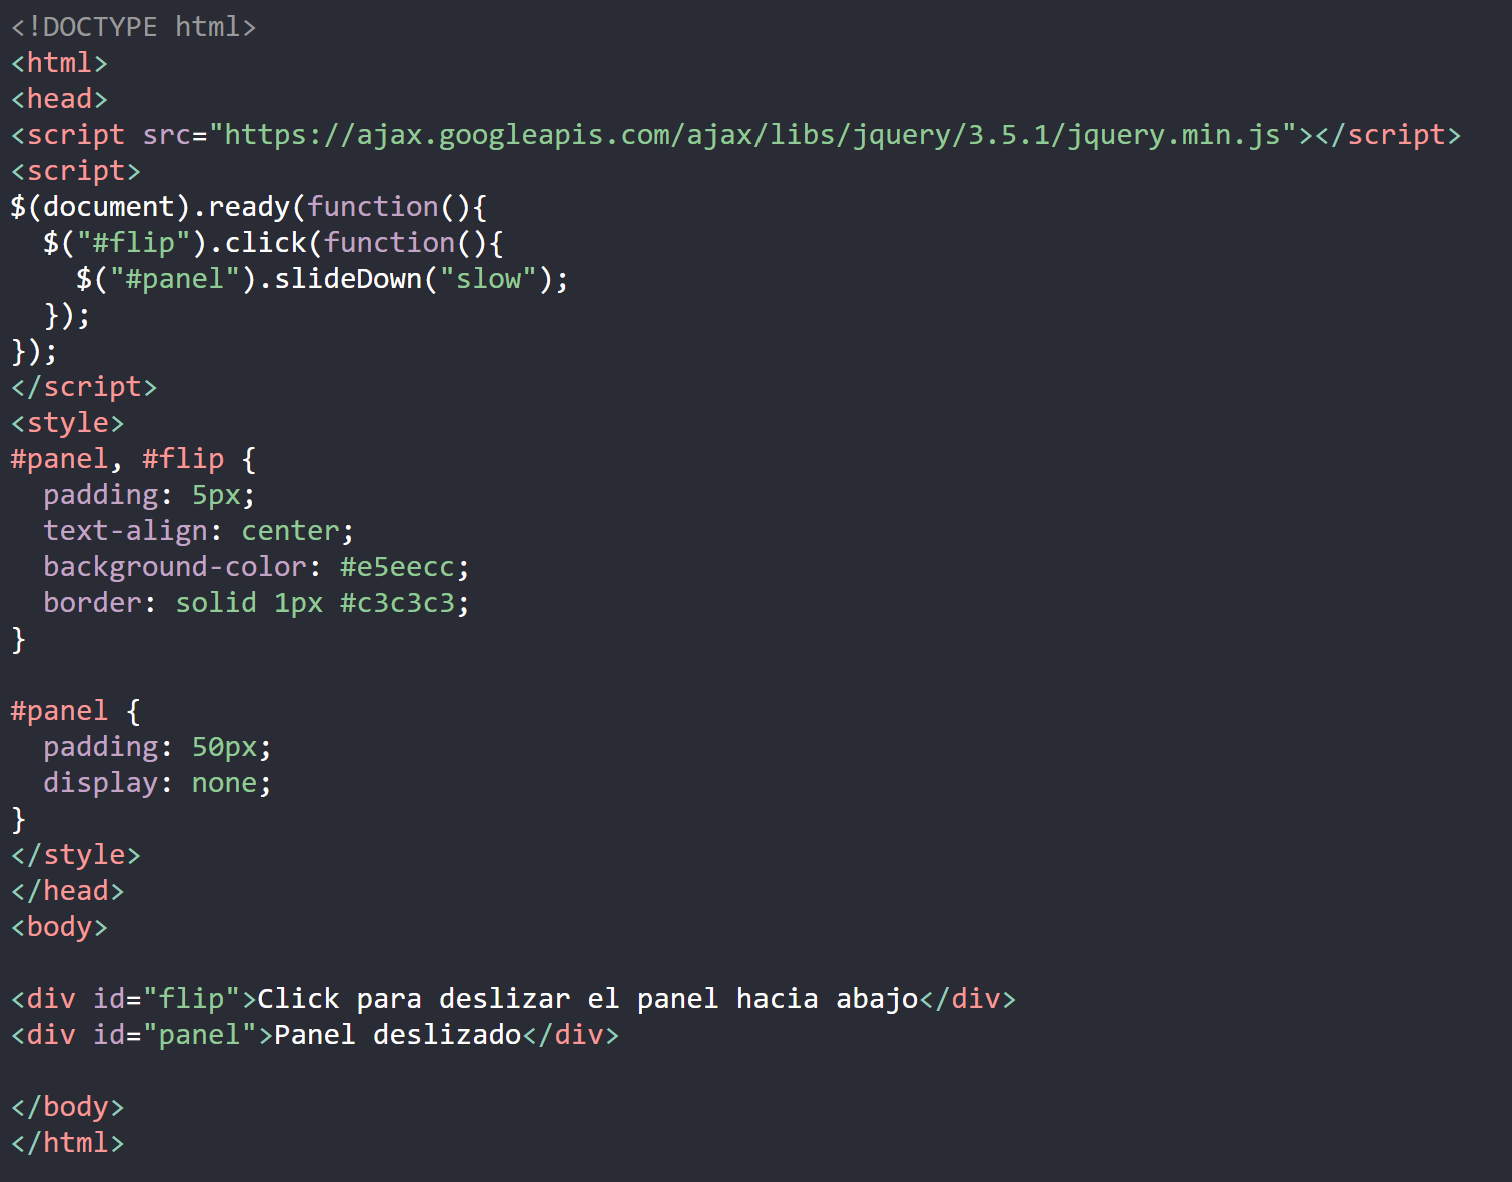 <!DOCTYPE html>
<html>
<head>
<script src="https://ajax.googleapis.com/ajax/libs/jquery/3.5.1/jquery.min.js"></script>
<script>
$(document).ready(function(){
  $("#flip").click(function(){
    $("#panel").slideDown("slow");
  });
});
</script>
<style>
#panel, #flip {
  padding: 5px;
  text-align: center;
  background-color: #e5eecc;
  border: solid 1px #c3c3c3;
}

#panel {
  padding: 50px;
  display: none;
}
</style>
</head>
<body>

<div id="flip">Click para deslizar el panel hacia abajo</div>
<div id="panel">Panel deslizado</div>

</body>
</html>